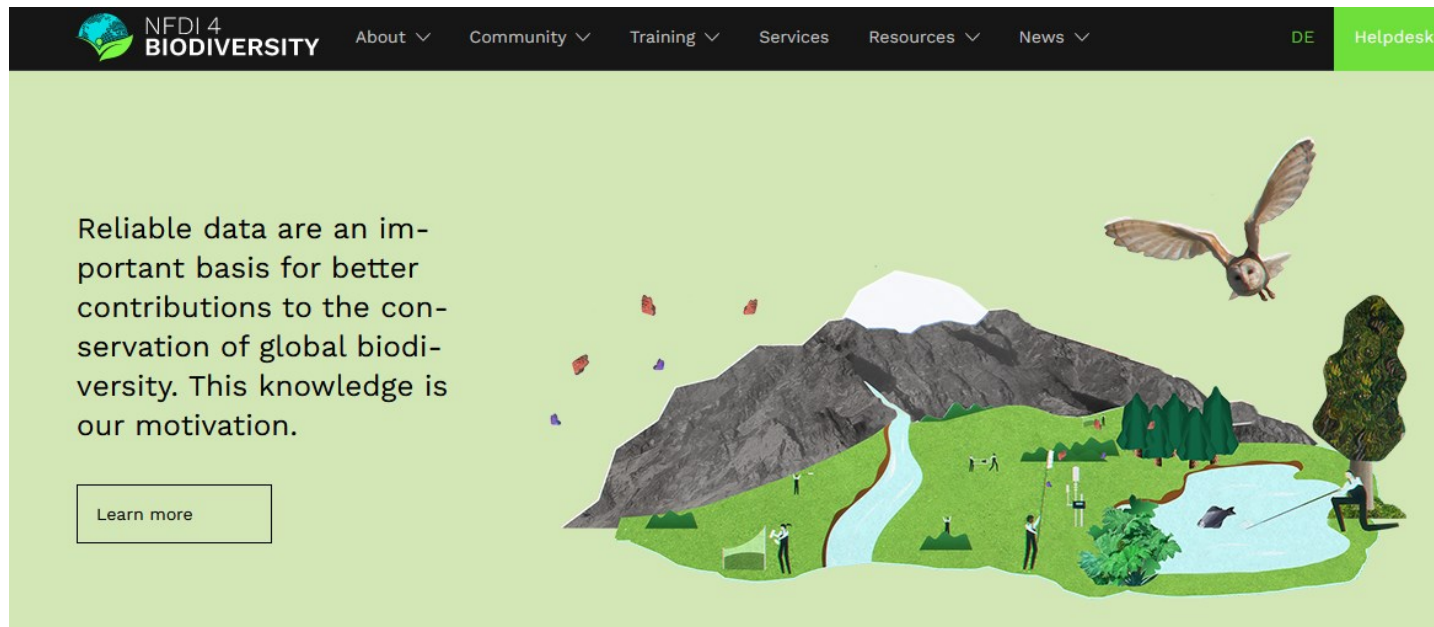 NFDI 4
BIODIVERSITY
About
Community
Training
Services
Resources
News
DE
Helpdesk
Reliable data are an im-
portant basis for better
contributions to the con-
servation of global biodi-
versity. This knowledge is
our motivation.
Learn more